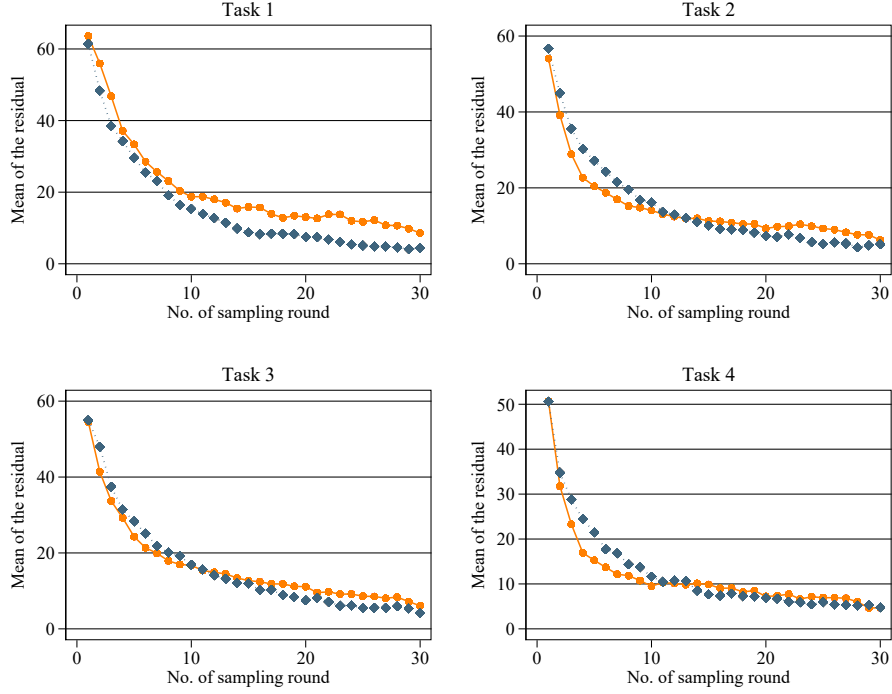 Task 1
Mean of the residual
60
40
20
0
0 10 20 30
No. of sampling round
Task 2
Mean of the residual
60
40
20
0
0 10 20 30
No. of sampling round
Task 3
Mean of the residual
60
40
20
0
0 10 20 30
No. of sampling round
Task 4
Mean of the residual
50
40
30
20
10
0
0 10 20 30
No. of sampling round